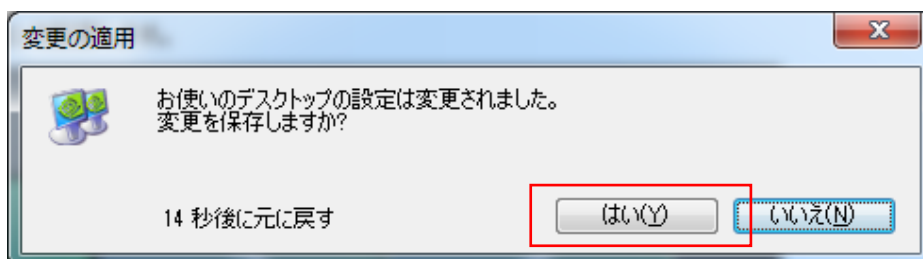 変更の適用
お使いのデスクトップの設定は変更されました。
変更を保存しますか?
14 秒後に元に戻す
はい(Y)
いいえ(N)